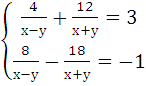 4/(x−y) + 12/(x+y) = 3
8/(x−y) − 18/(x+y) = −1